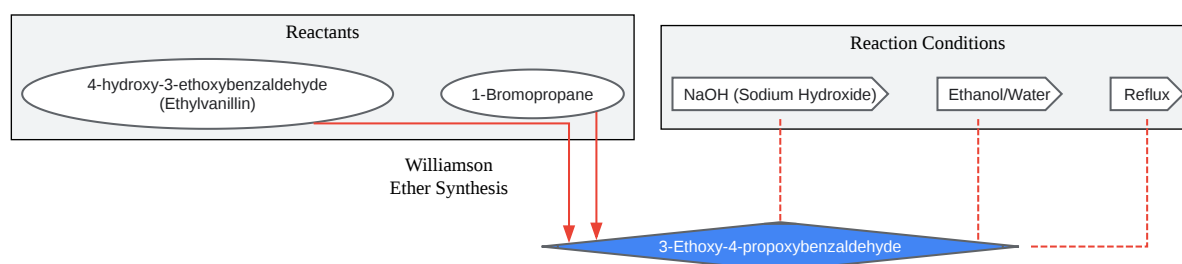 Reactants
4-hydroxy-3-ethoxybenzaldehyde
(Ethylvanillin)
1-Bromopropane
Reaction Conditions
NaOH (Sodium Hydroxide)
Ethanol/Water
Reflux
Williamson
Ether Synthesis
3-Ethoxy-4-propoxybenzaldehyde